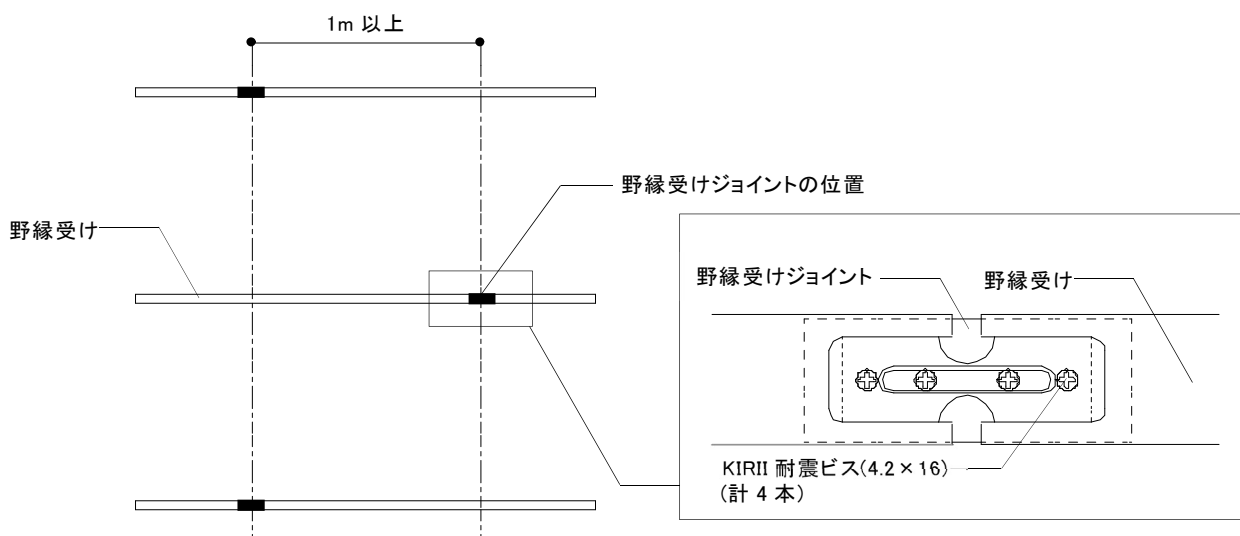 1m 以上
野縁受けジョイントの位置
野縁受け
野縁受けジョイント
野縁受け
KIRII 耐震ビス(4.2×16)
(計 4 本)